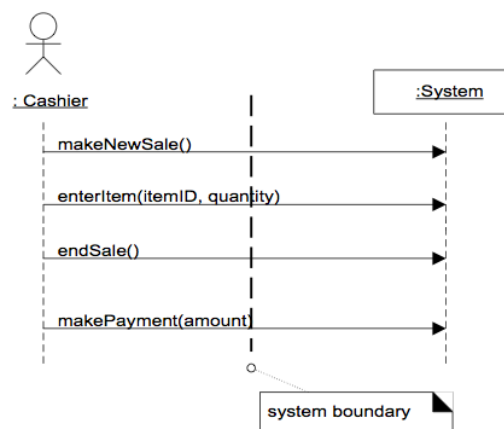 : Cashier
:System
makeNewSale()
enterItem(itemID, quantity)
endSale()
makePayment(amount)
system boundary